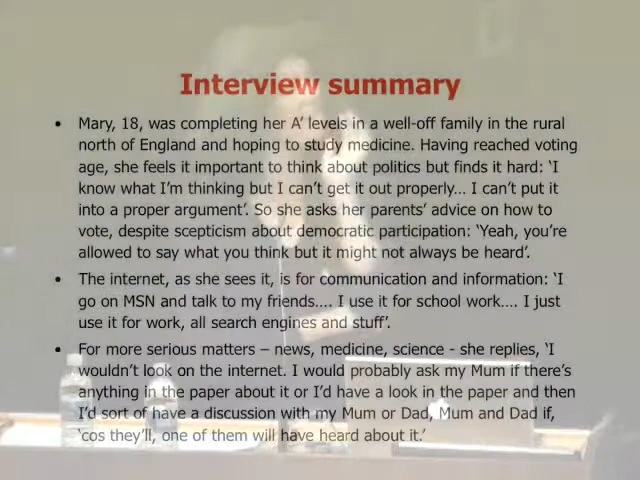 Interview summary
• Mary, 18, was completing her A’ levels in a well-off family in the rural
north of England and hoping to study medicine. Having reached voting
age, she feels it important to think about politics but finds it hard: ‘I
know what I’m thinking but I can’t get it out properly… I can’t put it
into a proper argument’. So she asks her parents’ advice on how to
vote, despite scepticism about democratic participation: ‘Yeah, you’re
allowed to say what you think but it might not always be heard’.
• The internet, as she sees it, is for communication and information: ‘I
go on MSN and talk to my friends…. I use it for school work…. I just
use it for work, all search engines and stuff’.
• For more serious matters – news, medicine, science - she replies, ‘I
wouldn’t look on the internet. I would probably ask my Mum if there’s
anything in the paper about it or I’d have a look in the paper and then
I’d sort of have a discussion with my Mum or Dad, Mum and Dad if,
‘cos they’ll, one of them will have heard about it.’